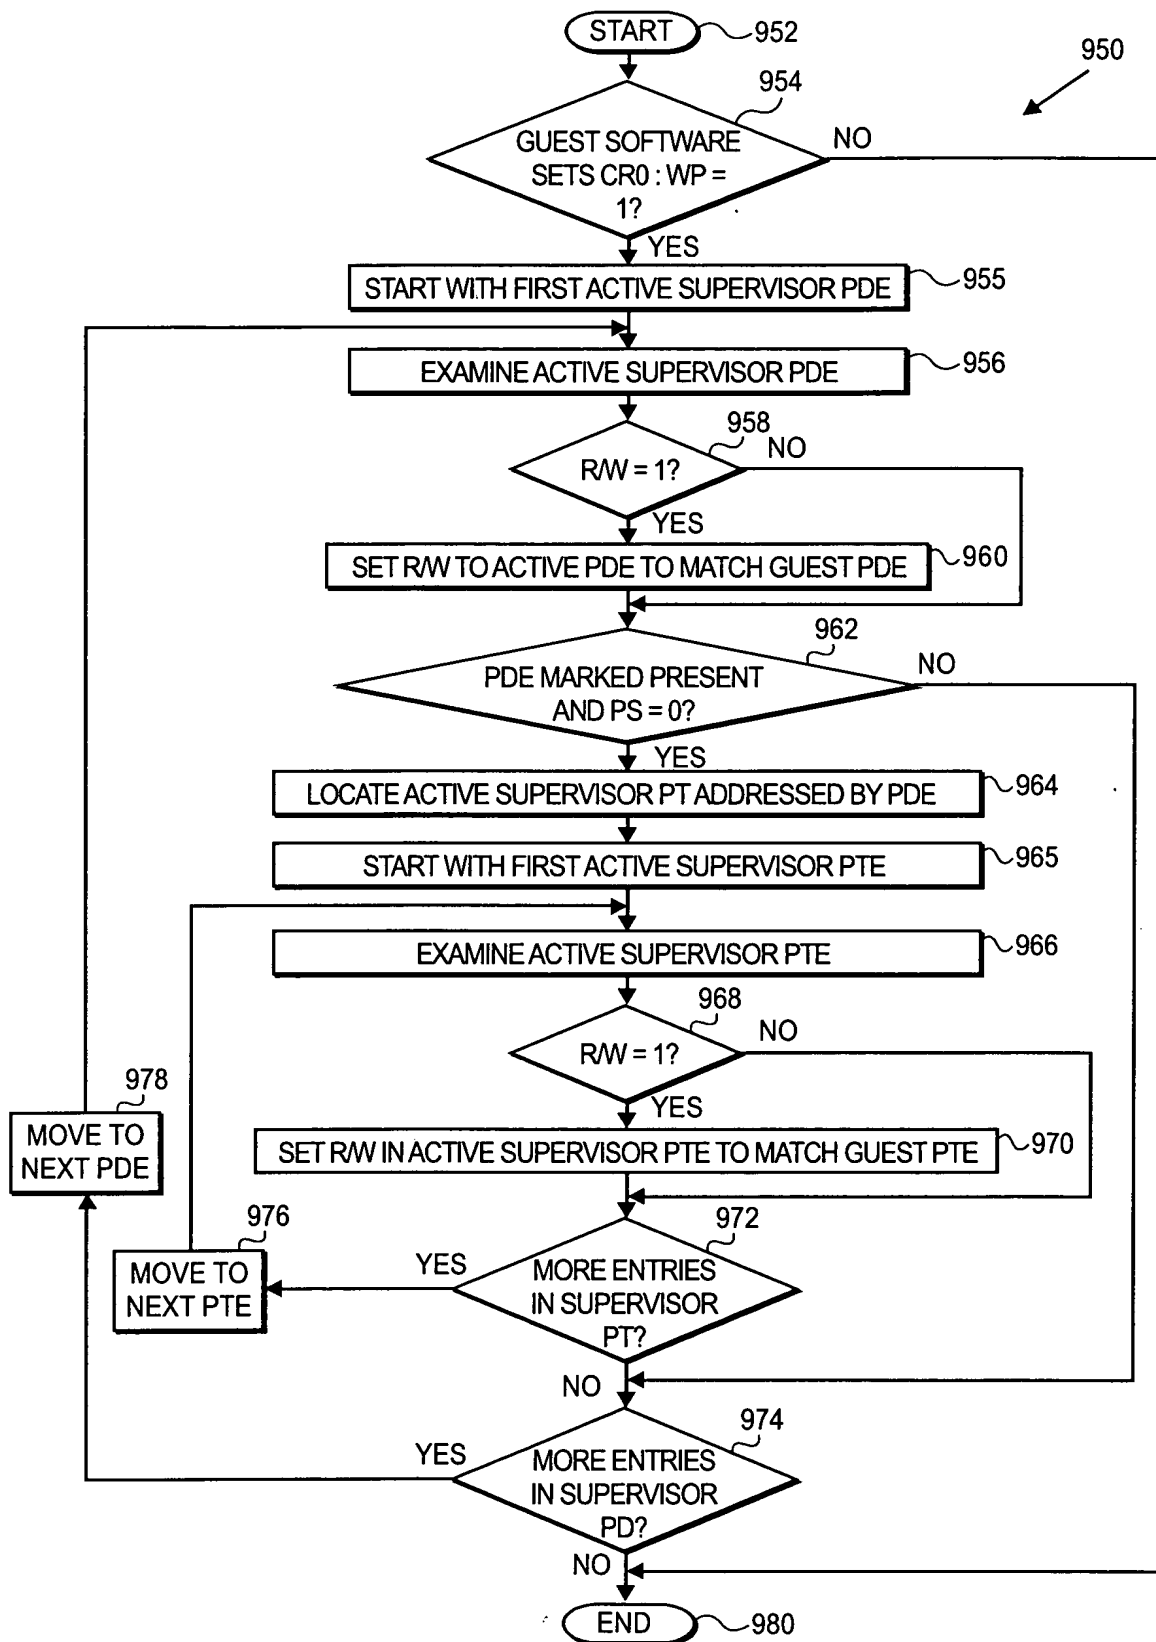 START
952
950
954
GUEST SOFTWARE
SETS CR0 : WP =
1?
NO
YES
START WITH FIRST ACTIVE SUPERVISOR PDE
955
EXAMINE ACTIVE SUPERVISOR PDE
956
958
R/W = 1?
NO
YES
SET R/W TO ACTIVE PDE TO MATCH GUEST PDE
960
962
PDE MARKED PRESENT
AND PS = 0?
NO
YES
LOCATE ACTIVE SUPERVISOR PT ADDRESSED BY PDE
964
START WITH FIRST ACTIVE SUPERVISOR PTE
965
EXAMINE ACTIVE SUPERVISOR PTE
966
968
R/W = 1?
NO
YES
SET R/W IN ACTIVE SUPERVISOR PTE TO MATCH GUEST PTE
970
978
MOVE TO
NEXT PDE
976
MOVE TO
NEXT PTE
972
YES
MORE ENTRIES
IN SUPERVISOR
PT?
NO
974
YES
MORE ENTRIES
IN SUPERVISOR
PD?
NO
END
980